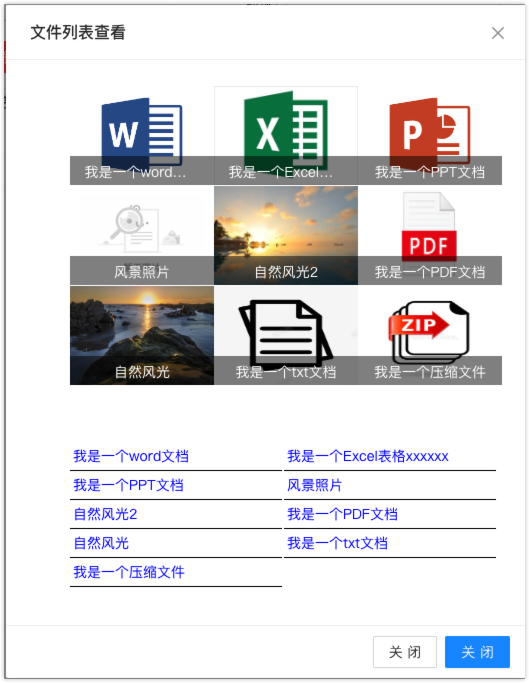 文件列表查看
W
X
P
我是一个word...
我是一个Excel...
我是一个PPT文档
PDF
风景照片
自然风光2
我是一个PDF文档
ZIP
自然风光
我是一个txt文档
我是一个压缩文件
我是一个word文档
我是一个Excel表格xxxxxx
我是一个PPT文档
风景照片
自然风光2
我是一个PDF文档
自然风光
我是一个txt文档
我是一个压缩文件
关 闭
关 闭